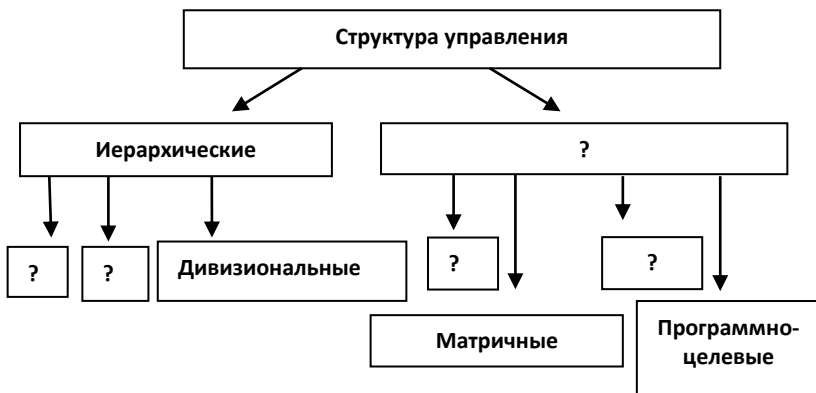 Структура управления
Иерархические
?
?
?
Дивизиональные
?
?
Матричные
Программно-
целевые